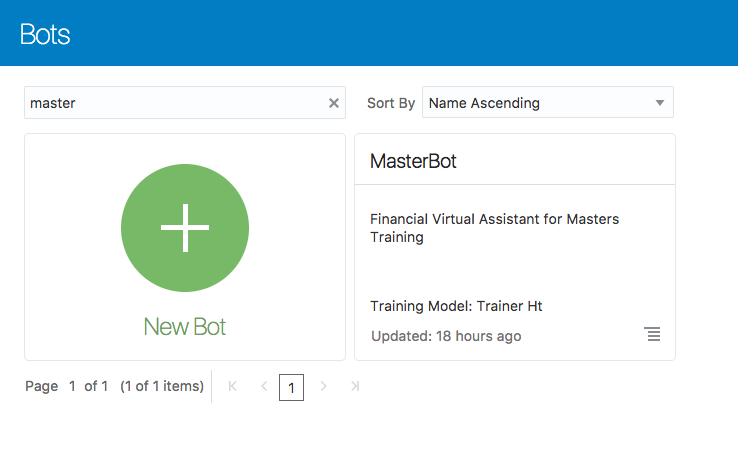 Bots
master
Sort By
Name Ascending
New Bot
MasterBot
Financial Virtual Assistant for Masters
Training
Training Model: Trainer Ht
Updated: 18 hours ago
Page 1 of 1 (1 of 1 items) 1